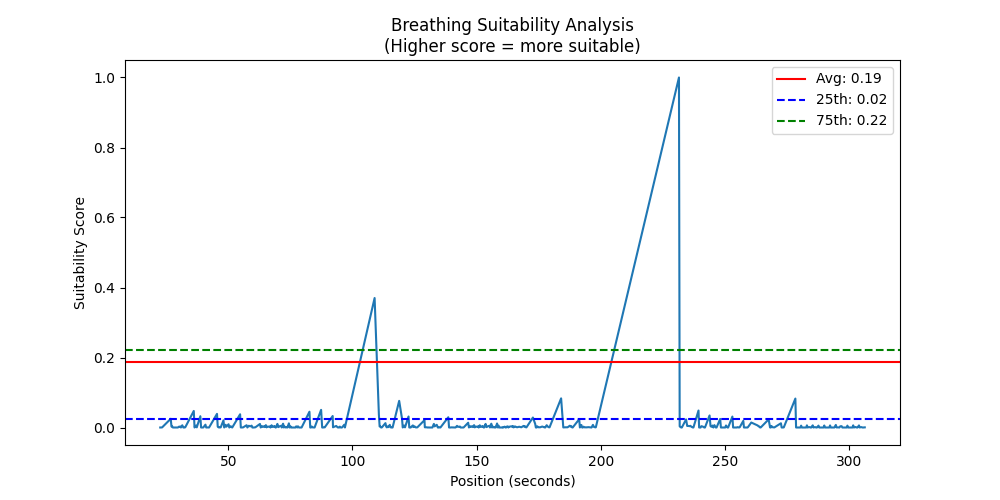 Breathing Suitability Analysis
(Higher score = more suitable)
Avg: 0.19
25th: 0.02
75th: 0.22
Suitability Score
1.0
0.8
0.6
0.4
0.2
0.0
50 100 150 200 250 300
Position (seconds)